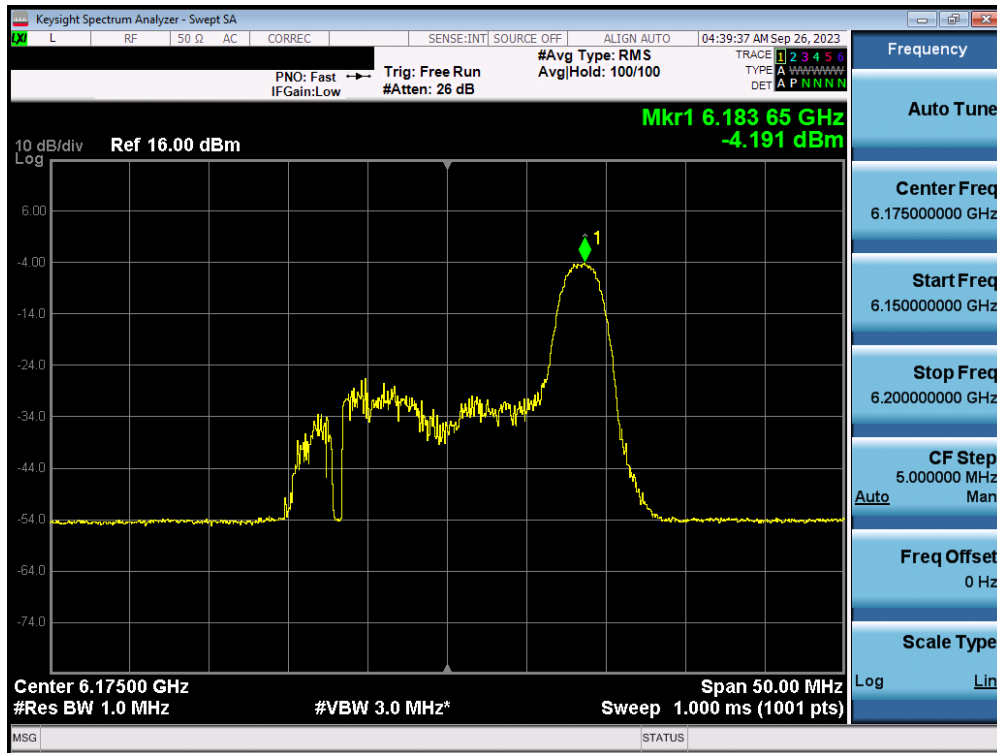 Keysight Spectrum Analyzer - Swept SA
LXI L RF 50 Ω AC CORREC SENSE:INT SOURCE OFF ALIGN AUTO 04:39:37 AM Sep 26, 2023
Frequency
PNO: Fast
IFGain:Low
Trig: Free Run
#Atten: 26 dB
#Avg Type: RMS
Avg|Hold: 100/100
TRACE 1 2 3 4 5 6
TYPE A WWWWW
DET A P N N N N
Mkr1 6.183 65 GHz
-4.191 dBm
10 dB/div
Log
Ref 16.00 dBm
6.00
-4.00
-14.0
-24.0
-34.0
-44.0
-54.0
-64.0
-74.0
1
Center 6.17500 GHz
#Res BW 1.0 MHz
#VBW 3.0 MHz*
Span 50.00 MHz
Sweep 1.000 ms (1001 pts)
Auto Tune
Center Freq
6.175000000 GHz
Start Freq
6.150000000 GHz
Stop Freq
6.200000000 GHz
CF Step
5.000000 MHz
Auto Man
Freq Offset
0 Hz
Scale Type
Log Lin
MSG
STATUS